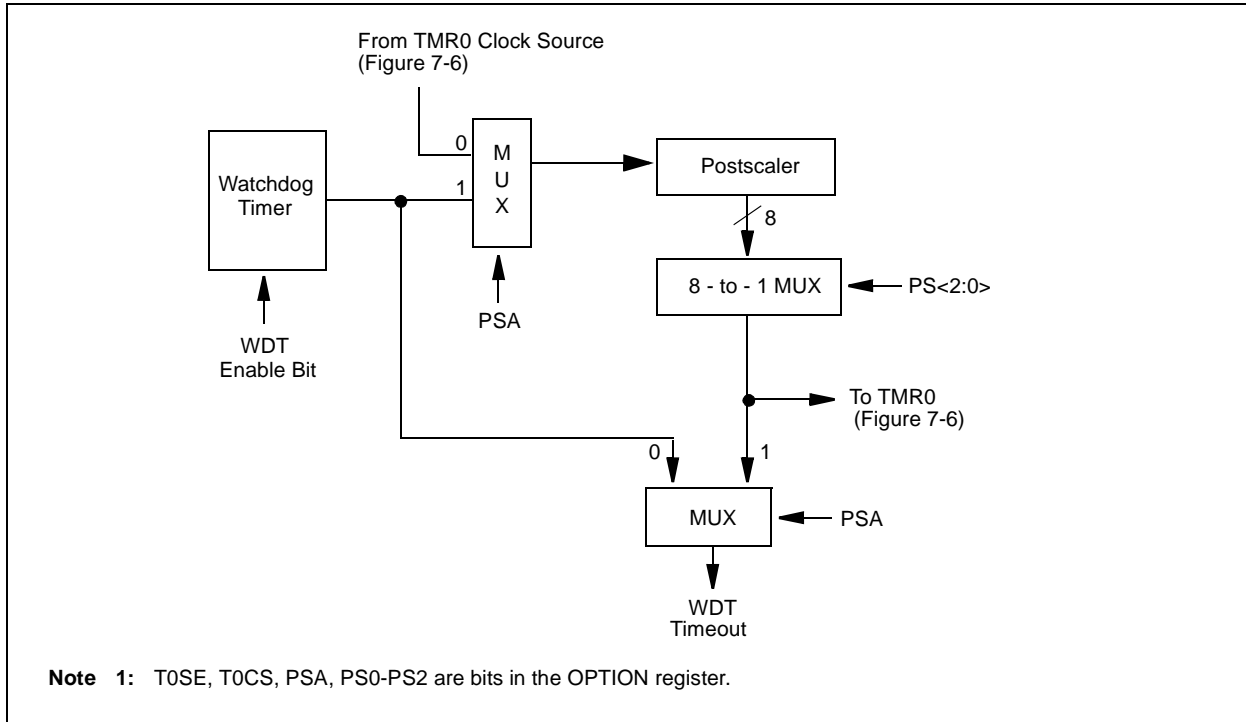 From TMR0 Clock Source
(Figure 7-6)
Watchdog
Timer
0
1
M
U
X
Postscaler
8
8 - to - 1 MUX
PS<2:0>
PSA
WDT
Enable Bit
To TMR0
(Figure 7-6)
0
1
MUX
PSA
WDT
Timeout
Note 1: T0SE, T0CS, PSA, PS0-PS2 are bits in the OPTION register.